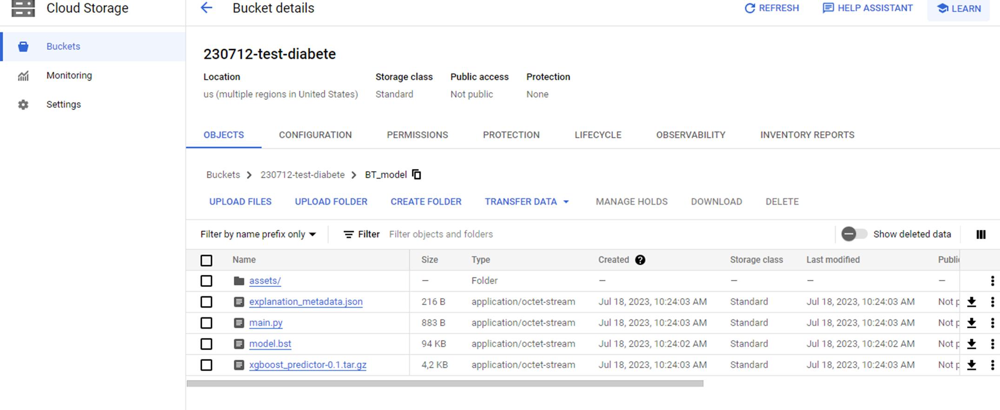 Cloud Storage
Bucket details
REFRESH
HELP ASSISTANT
LEARN
Buckets
Monitoring
Settings
230712-test-diabete
Location Storage class Public access Protection
us (multiple regions in United States) Standard Not public None
OBJECTS CONFIGURATION PERMISSIONS PROTECTION LIFECYCLE OBSERVABILITY INVENTORY REPORTS
Buckets > 230712-test-diabete > BT_model
UPLOAD FILES UPLOAD FOLDER CREATE FOLDER TRANSFER DATA MANAGE HOLDS DOWNLOAD DELETE
Filter by name prefix only Filter Filter objects and folders Show deleted data
Name Size Type Created Storage class Last modified Public
assets/ — Folder — — — —
explanation_metadata.json 216 B application/octet-stream Jul 18, 2023, 10:24:03 AM Standard Jul 18, 2023, 10:24:03 AM Not p
main.py 883 B application/octet-stream Jul 18, 2023, 10:24:03 AM Standard Jul 18, 2023, 10:24:03 AM Not p
model.bst 94 KB application/octet-stream Jul 18, 2023, 10:24:02 AM Standard Jul 18, 2023, 10:24:02 AM Not p
xgboost_predictor-0.1.tar.gz 4,2 KB application/octet-stream Jul 18, 2023, 10:24:03 AM Standard Jul 18, 2023, 10:24:03 AM Not p